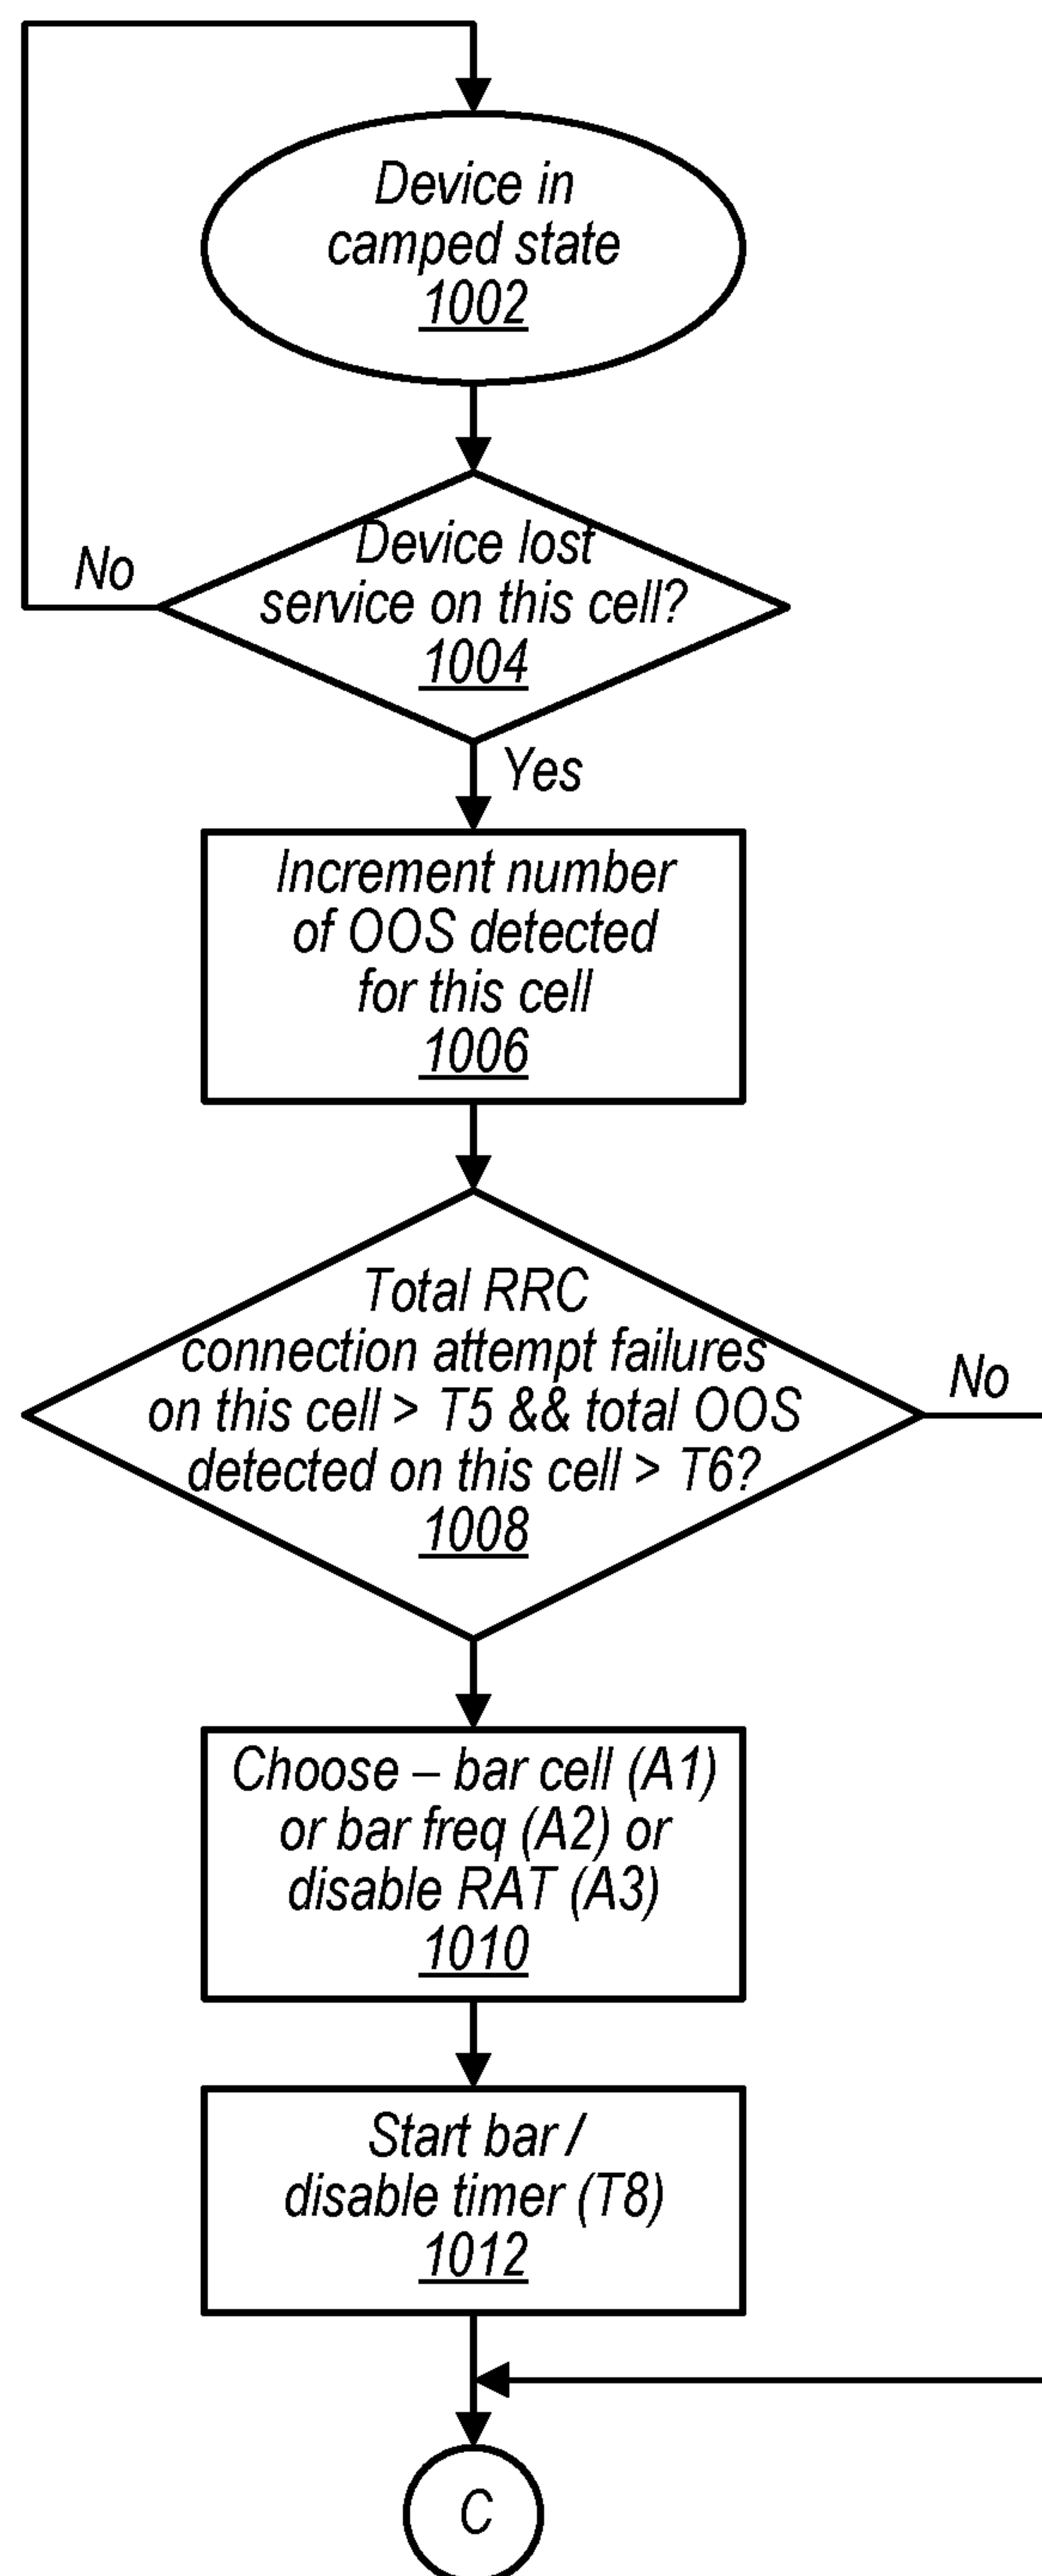 Device in
camped state
1002
Device lost
service on this cell?
1004
No
Yes
Increment number
of OOS detected
for this cell
1006
Total RRC
connection attempt failures
on this cell > T5 && total OOS
detected on this cell > T6?
1008
No
Choose – bar cell (A1)
or bar freq (A2) or
disable RAT (A3)
1010
Start bar /
disable timer (T8)
1012
C